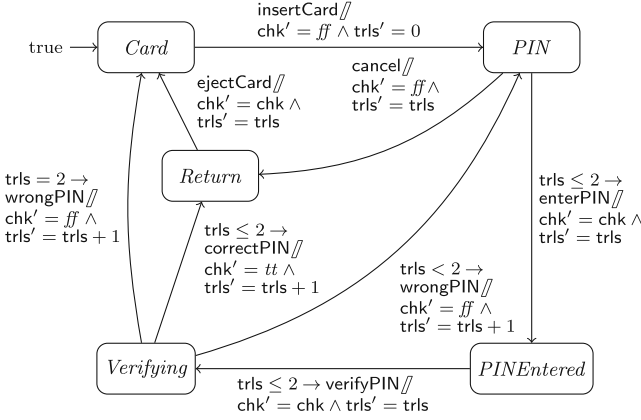 insertCard⫽
chk′ = ff ∧ trls′ = 0
true
Card
PIN
cancel⫽
chk′ = ff ∧
trls′ = trls
ejectCard⫽
chk′ = chk ∧
trls′ = trls
Return
trls = 2 →
wrongPIN⫽
chk′ = ff ∧
trls′ = trls + 1
trls ≤ 2 →
enterPIN⫽
chk′ = chk ∧
trls′ = trls
trls ≤ 2 →
correctPIN⫽
chk′ = tt ∧
trls′ = trls + 1
trls < 2 →
wrongPIN⫽
chk′ = ff ∧
trls′ = trls + 1
Verifying
PINEntered
trls ≤ 2 → verifyPIN⫽
chk′ = chk ∧ trls′ = trls